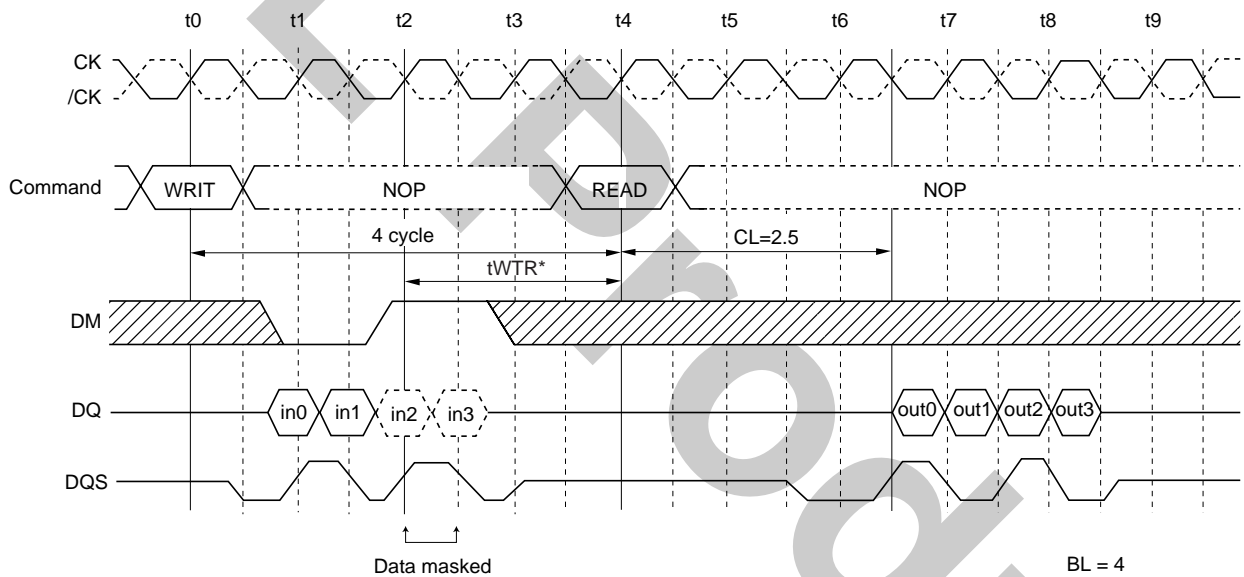 t0 t1 t2 t3 t4 t5 t6 t7 t8 t9
CK
/CK
Command WRIT NOP READ NOP
4 cycle CL=2.5
tWTR*
DM
DQ in0 in1 in2 in3 out0 out1 out2 out3
DQS
Data masked BL = 4